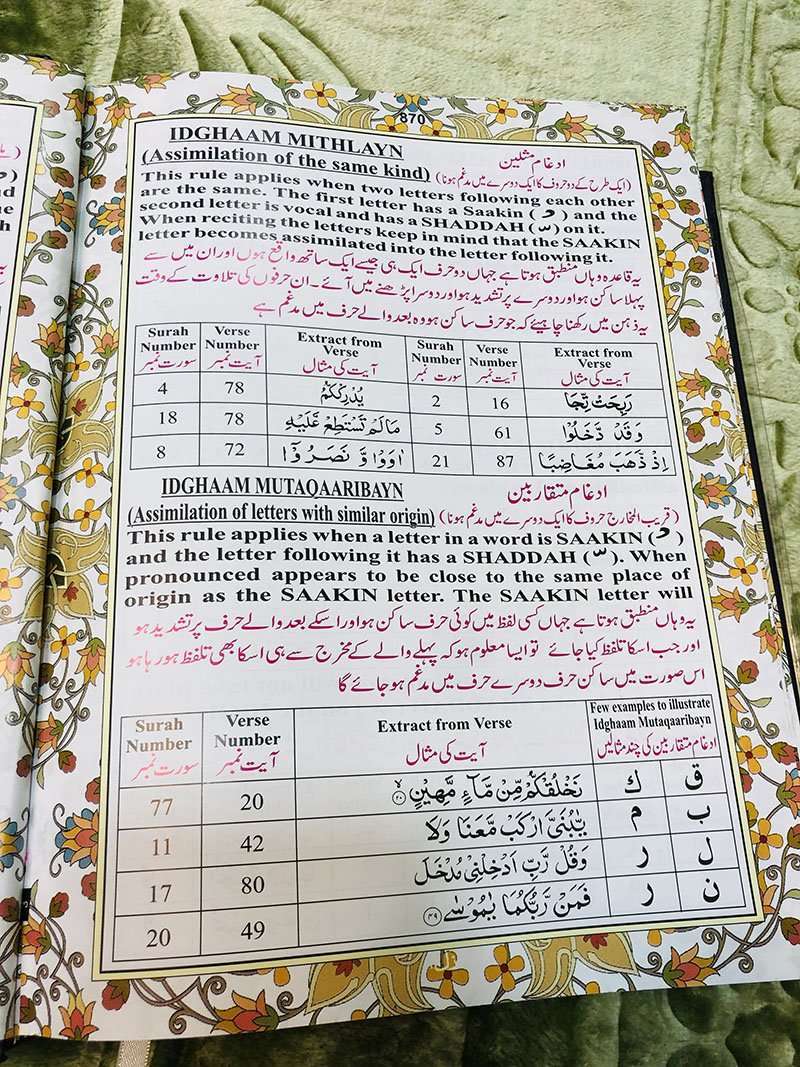 870
IDGHAAM MITHLAYN ادغام مثلین
(Assimilation of the same kind) (ایک طرح کے دو حروف کا ایک دوسرے میں مدغم ہونا)
This rule applies when two letters following each other
are the same. The first letter has a Saakin ( ) and the
second letter is vocal and has a SHADDAH ( ّ ) on it.
When reciting the letters keep in mind that the SAAKIN
letter becomes assimilated into the letter following it.
یہ قاعدہ وہاں منطبق ہوتا ہے جہاں دو حرف ایک ہی جیسے ایک ساتھ واقع ہوں اور ان میں سے
پہلا ساکن ہو اور دوسرے پر تشدید ہو اور دوسرا پڑھنے میں آئے۔ ان حرفوں کی تلاوت کے وقت
یہ ذہن میں رکھنا چاہیئے کہ جو حرف ساکن ہو وہ بعد والے حرف میں مدغم ہے
Surah Number سورت نمبر Verse Number آیت نمبر Extract from Verse آیت کی مثال Surah Number سورت نمبر Verse Number آیت نمبر Extract from Verse آیت کی مثال
4 78 يُدْرِكْكُّمُ 2 16 رَبِحَتْ تِّجَا
18 78 مَالَمْ تَسْتَطِعْ عَّلَيْهِ 5 61 وَقَدْ دَّخَلُوْا
8 72 اٰوَوْا وَّ نَصَرُوْٓا 21 87 اِذْ ذَّهَبَ مُغَاضِبًا
IDGHAAM MUTAQAARIBAYN ادغام متقاربین
(Assimilation of letters with similar origin) (قریب المخارج حروف کا ایک دوسرے میں مدغم ہونا)
This rule applies when a letter in a word is SAAKIN ( )
and the letter following it has a SHADDAH ( ّ ). When
pronounced appears to be close to the same place of
origin as the SAAKIN letter. The SAAKIN letter will
یہ وہاں منطبق ہوتا ہے جہاں کسی لفظ میں کوئی حرف ساکن ہو اور اسکے بعد والے حرف پر تشدید ہو
اور جب اسکا تلفظ کیا جائے تو ایسا معلوم ہو کہ پہلے والے کے مخرج سے ہی اسکا بھی تلفظ ہو رہا ہو
اس صورت میں ساکن حرف دوسرے حرف میں مدغم ہو جائے گا
Surah Number سورت نمبر Verse Number آیت نمبر Extract from Verse آیت کی مثال Few examples to illustrate Idghaam Mutaqaaribayn ادغام متقاربین کی چند مثالیں
77 20 نَخْلُقْكُّمْ مِّنْ مَّآءٍ مَّهِيْنٍ ۙ۲۰ ك ق
11 42 يّٰبُنَيَّ ارْكَبْ مَّعَنَا وَلَا م ب
17 80 وَقُلْ رَّبِّ اَدْخِلْنِيْ مُدْخَلَ ر ل
20 49 فَمَنْ رَّبُّكُمَا يٰمُوْسٰى ۴۹ ر ن